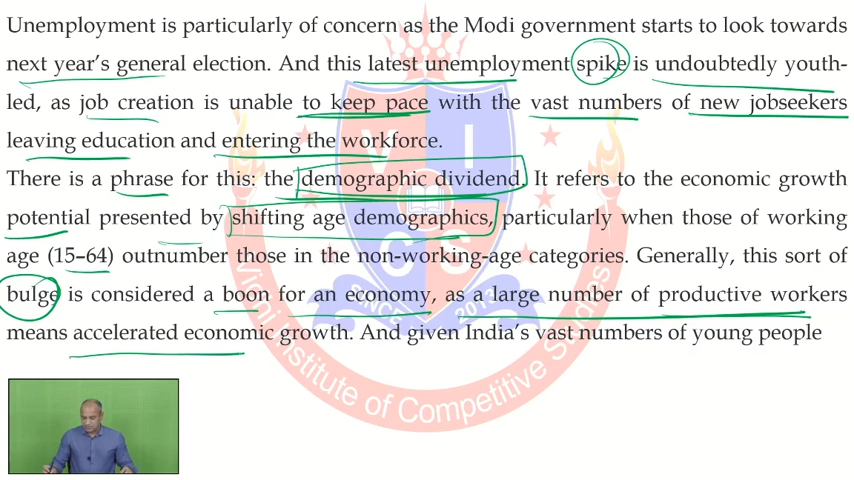 Unemployment is particularly of concern as the Modi government starts to look towards
next year's general election. And this latest unemployment spike is undoubtedly youth-
led, as job creation is unable to keep pace with the vast numbers of new jobseekers
leaving education and entering the workforce.
There is a phrase for this: the demographic dividend. It refers to the economic growth
potential presented by shifting age demographics, particularly when those of working
age (15–64) outnumber those in the non-working-age categories. Generally, this sort of
bulge is considered a boon for an economy, as a large number of productive workers
means accelerated economic growth. And given India's vast numbers of young people
V I
C S
Vidhi Institute of Competitive Studies